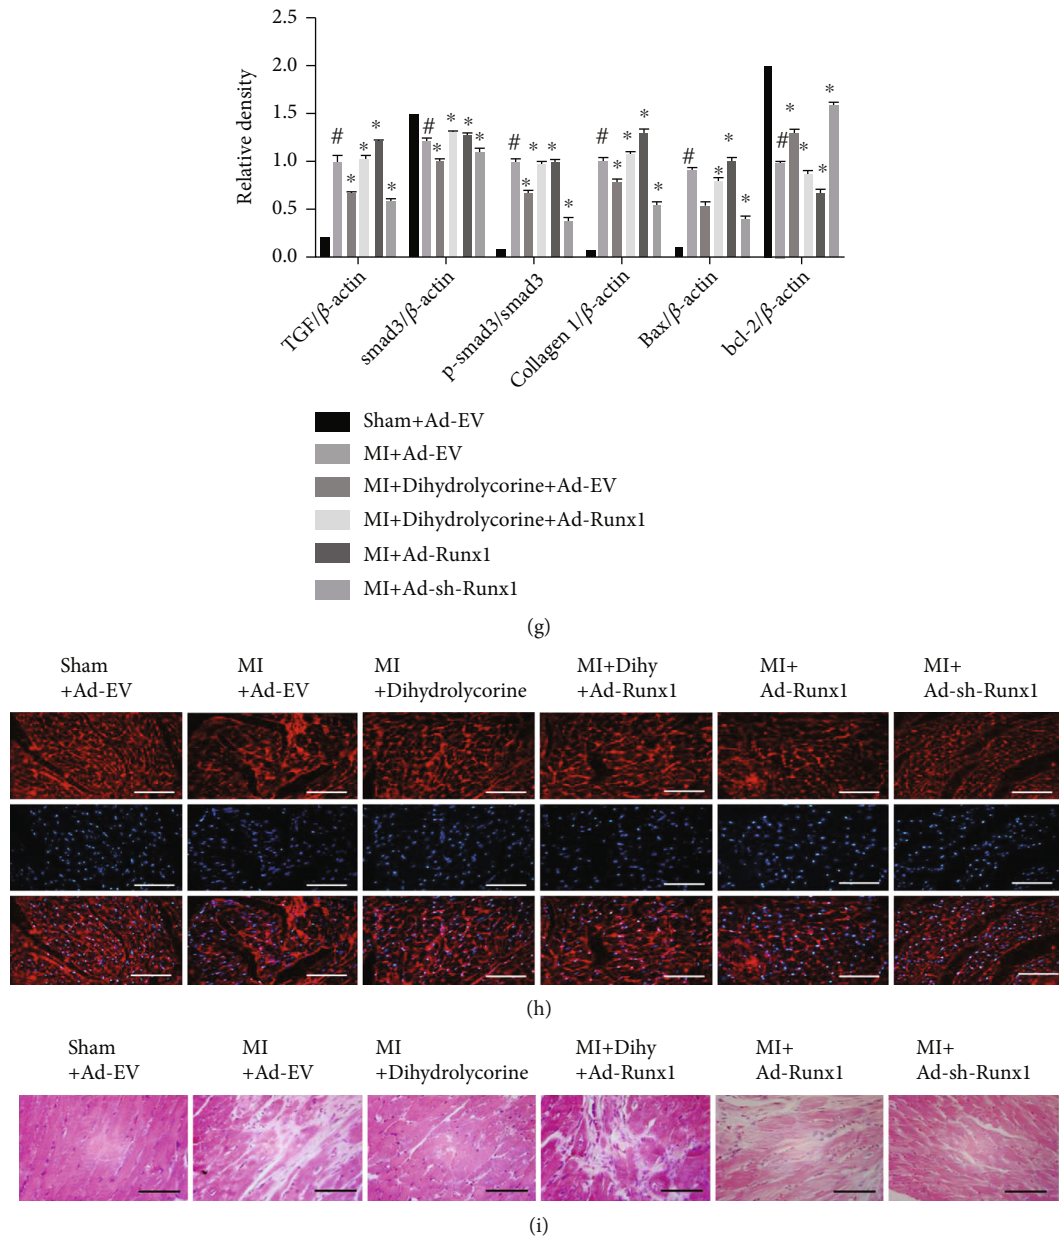 2.5
2.0
1.5
1.0
0.5
0.0
Relative density
# * * * *
# * * * *
# * * *
# * * * *
# * * *
# * * * *
TGF/β-actin
smad3/β-actin
p-smad3/smad3
Collagen 1/β-actin
Bax/β-actin
bcl-2/β-actin
Sham+Ad-EV
MI+Ad-EV
MI+Dihydrolycorine+Ad-EV
MI+Dihydrolycorine+Ad-Runx1
MI+Ad-Runx1
MI+Ad-sh-Runx1
(g)
Sham
+Ad-EV
MI
+Ad-EV
MI
+Dihydrolycorine
MI+Dihy
+Ad-Runx1
MI+
Ad-Runx1
MI+
Ad-sh-Runx1
(h)
Sham
+Ad-EV
MI
+Ad-EV
MI
+Dihydrolycorine
MI+Dihy
+Ad-Runx1
MI+
Ad-Runx1
MI+
Ad-sh-Runx1
(i)